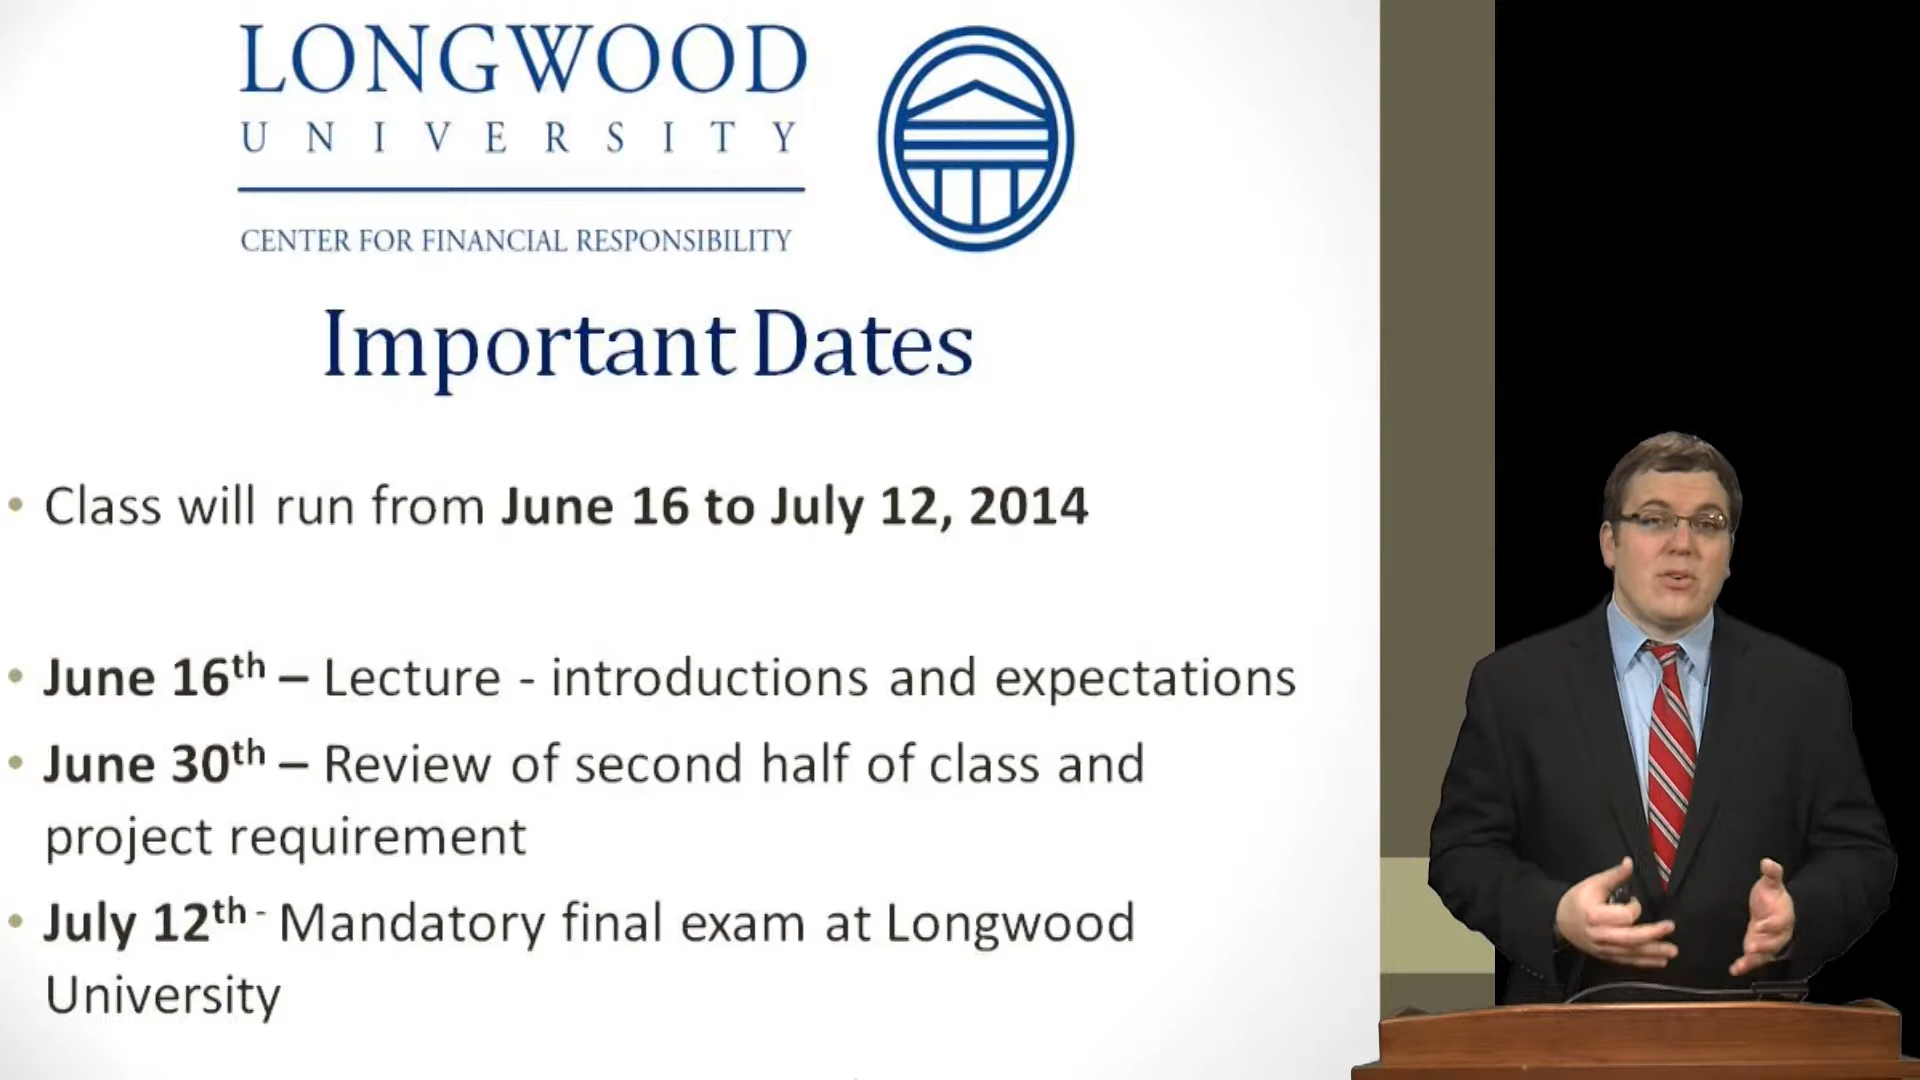 LONGWOOD
UNIVERSITY
CENTER FOR FINANCIAL RESPONSIBILITY
Important Dates
• Class will run from June 16 to July 12, 2014
• June 16th – Lecture - introductions and expectations
• June 30th – Review of second half of class and
project requirement
• July 12th - Mandatory final exam at Longwood
University